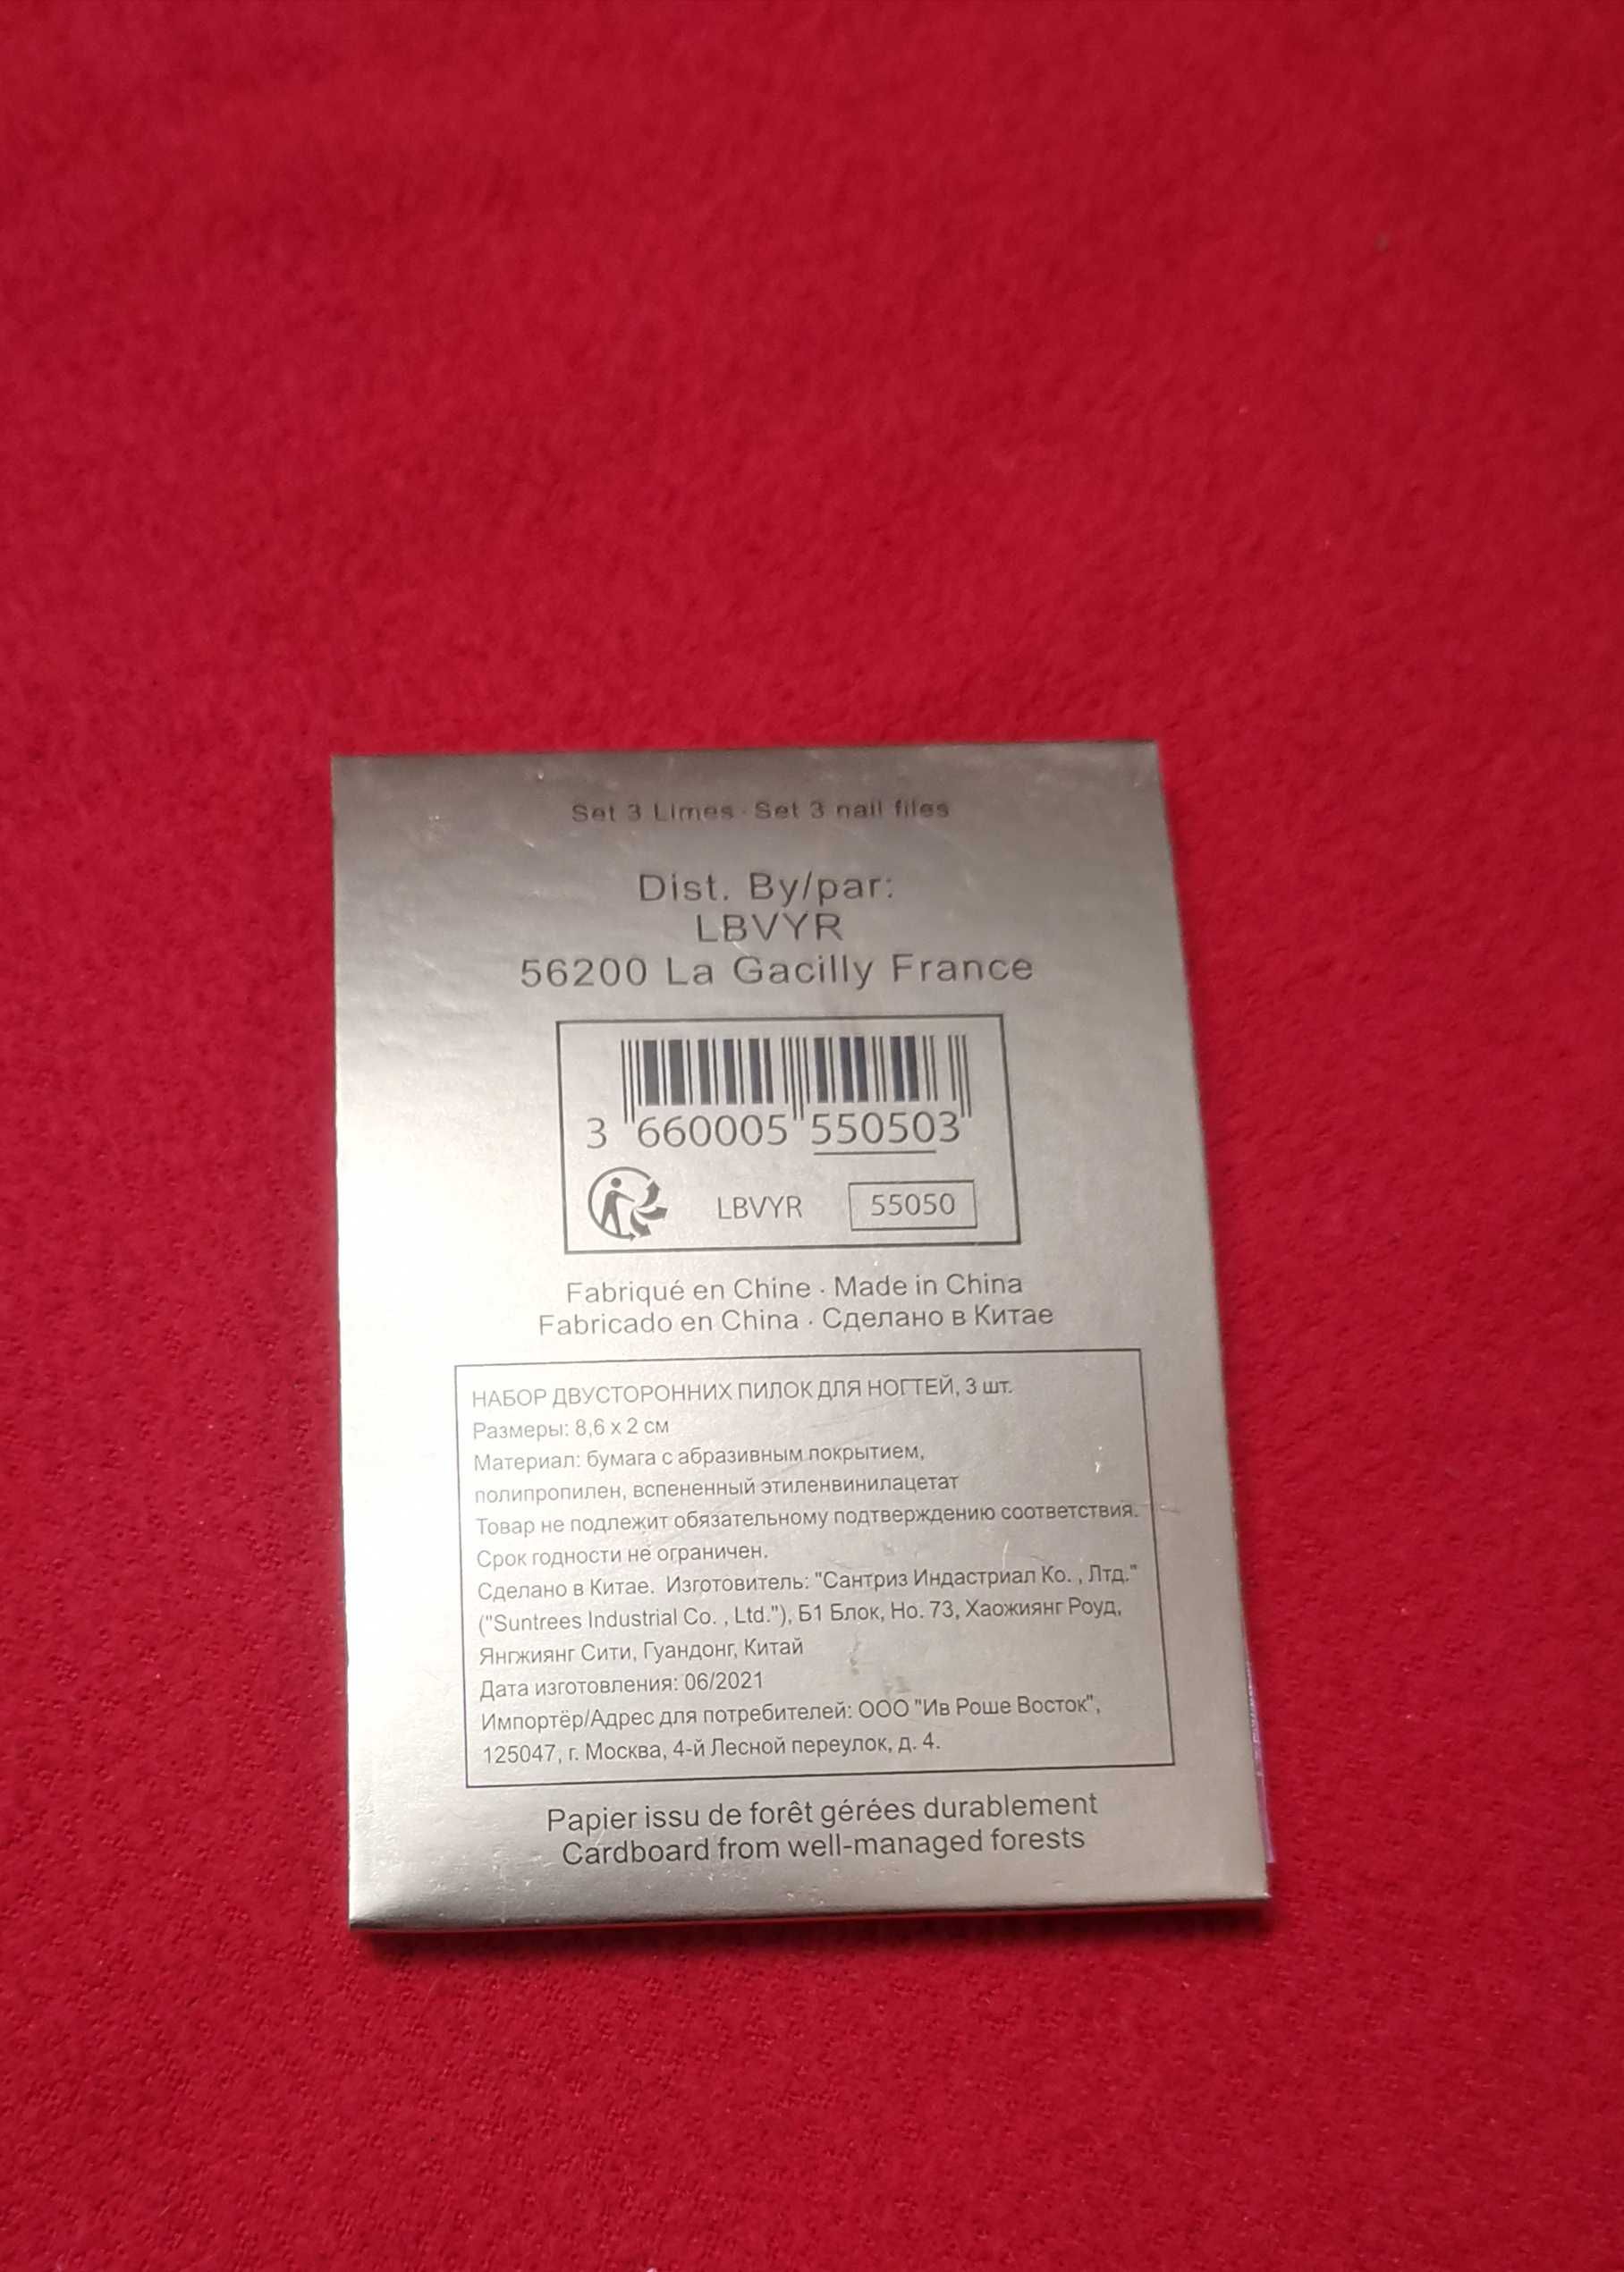 Set 3 Limes · Set 3 nail files
Dist. By/par:
LBVYR
56200 La Gacilly France
3 660005 550503
LBVYR 55050
Fabriqué en Chine · Made in China
Fabricado en China · Сделано в Китае
НАБОР ДВУСТОРОННИХ ПИЛОК ДЛЯ НОГТЕЙ, 3 шт.
Размеры: 8,6 x 2 см
Материал: бумага с абразивным покрытием,
полипропилен, вспененный этиленвинилацетат
Товар не подлежит обязательному подтверждению соответствия.
Срок годности не ограничен.
Сделано в Китае. Изготовитель: "Сантриз Индастриал Ко. , Лтд."
("Suntrees Industrial Co. , Ltd."), Б1 Блок, Но. 73, Хаожиянг Роуд,
Янгжиянг Сити, Гуандонг, Китай
Дата изготовления: 06/2021
Импортёр/Адрес для потребителей: ООО "Ив Роше Восток",
125047, г. Москва, 4-й Лесной переулок, д. 4.
Papier issu de forêt gérées durablement
Cardboard from well-managed forests